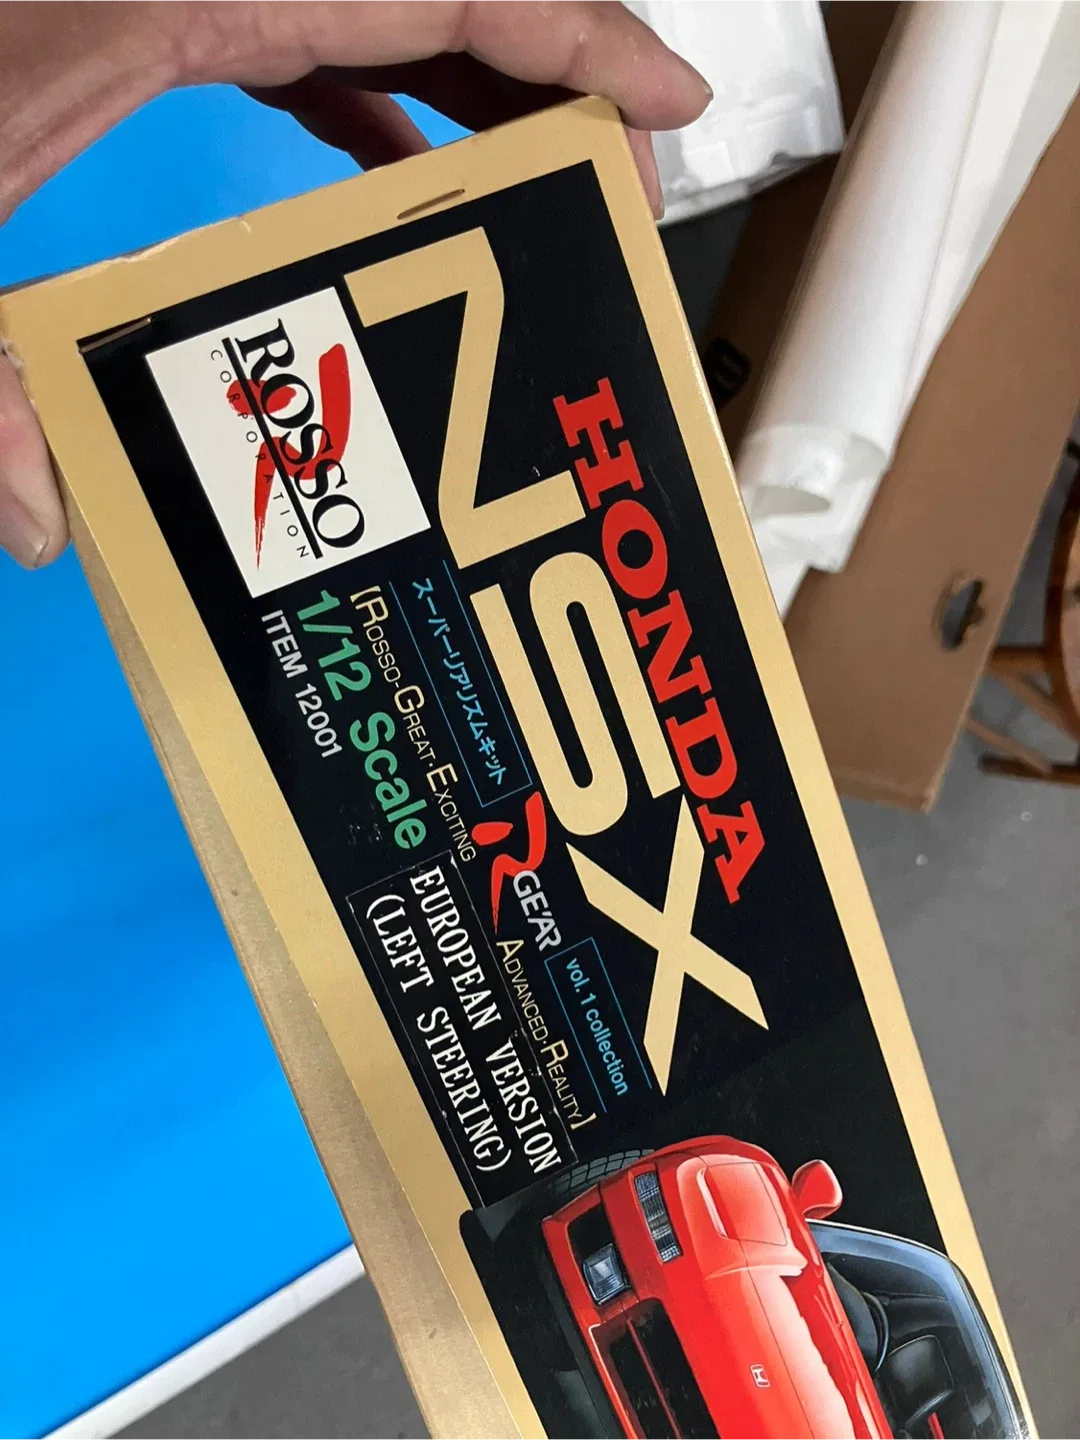 HONDA
NSX
ROSSO
CORPORATION
スーパーリアリズムキット
R GEAR
vol. 1 collection
[ROSSO-GREAT·EXCITING ADVANCED·REALITY]
1/12 Scale
EUROPEAN VERSION
(LEFT STEERING)
ITEM 12001